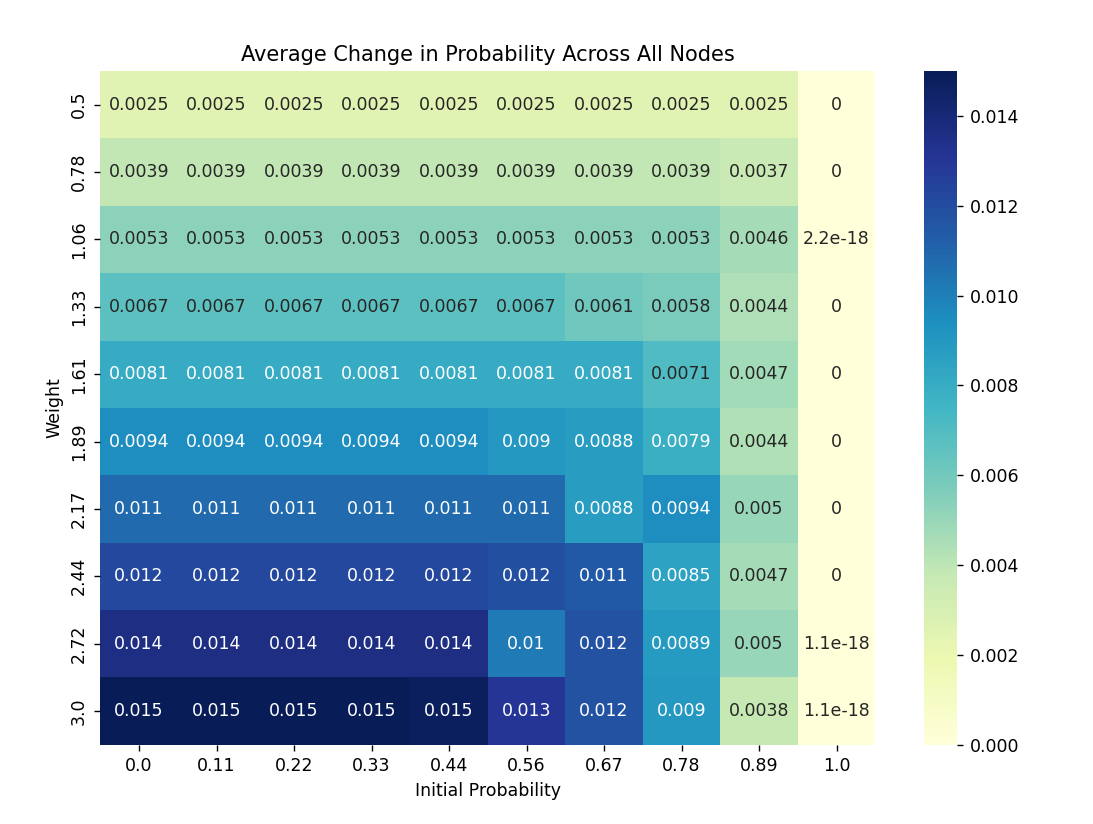 Average Change in Probability Across All Nodes
0.5 0.0025 0.0025 0.0025 0.0025 0.0025 0.0025 0.0025 0.0025 0.0025 0
0.78 0.0039 0.0039 0.0039 0.0039 0.0039 0.0039 0.0039 0.0039 0.0037 0
1.06 0.0053 0.0053 0.0053 0.0053 0.0053 0.0053 0.0053 0.0053 0.0046 2.2e-18
1.33 0.0067 0.0067 0.0067 0.0067 0.0067 0.0067 0.0061 0.0058 0.0044 0
1.61 0.0081 0.0081 0.0081 0.0081 0.0081 0.0081 0.0081 0.0071 0.0047 0
Weight
1.89 0.0094 0.0094 0.0094 0.0094 0.0094 0.009 0.0088 0.0079 0.0044 0
2.17 0.011 0.011 0.011 0.011 0.011 0.011 0.0088 0.0094 0.005 0
2.44 0.012 0.012 0.012 0.012 0.012 0.012 0.011 0.0085 0.0047 0
2.72 0.014 0.014 0.014 0.014 0.014 0.01 0.012 0.0089 0.005 1.1e-18
3.0 0.015 0.015 0.015 0.015 0.015 0.013 0.012 0.009 0.0038 1.1e-18
0.0 0.11 0.22 0.33 0.44 0.56 0.67 0.78 0.89 1.0
Initial Probability
0.014
0.012
0.010
0.008
0.006
0.004
0.002
0.000